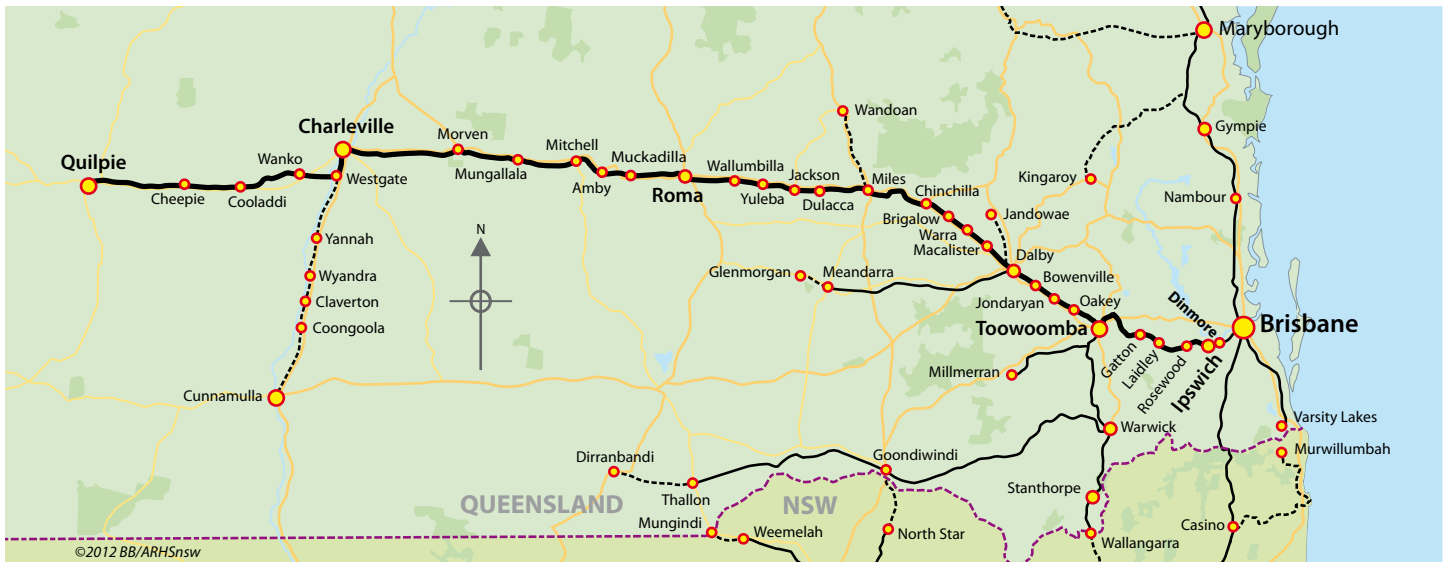 Maryborough
Wandoan
Gympie
Charleville
Morven
Mitchell
Quilpie
Wanko
Muckadilla
Wallumbilla
Jackson
Miles
Chinchilla
Kingaroy
Westgate
Mungallala
Amby
Roma
Yuleba
Dulacca
Cheepie
Cooladdi
Brigalow
Jandowae
Nambour
Warra
Macalister
Yannah
N
Dalby
Wyandra
Glenmorgan
Meandarra
Bowenville
Claverton
Jondaryan
Oakey
Dinmore
Coongoola
Toowoomba
Brisbane
Gatton
Laidley
Rosewood
Ipswich
Millmerran
Cunnamulla
Varsity Lakes
Warwick
Murwillumbah
Dirranbandi
Goondiwindi
Thallon
Stanthorpe
QUEENSLAND
NSW
Mungindi
Weemelah
North Star
Casino
Wallangarra
©2012 BB/ARHSnsw